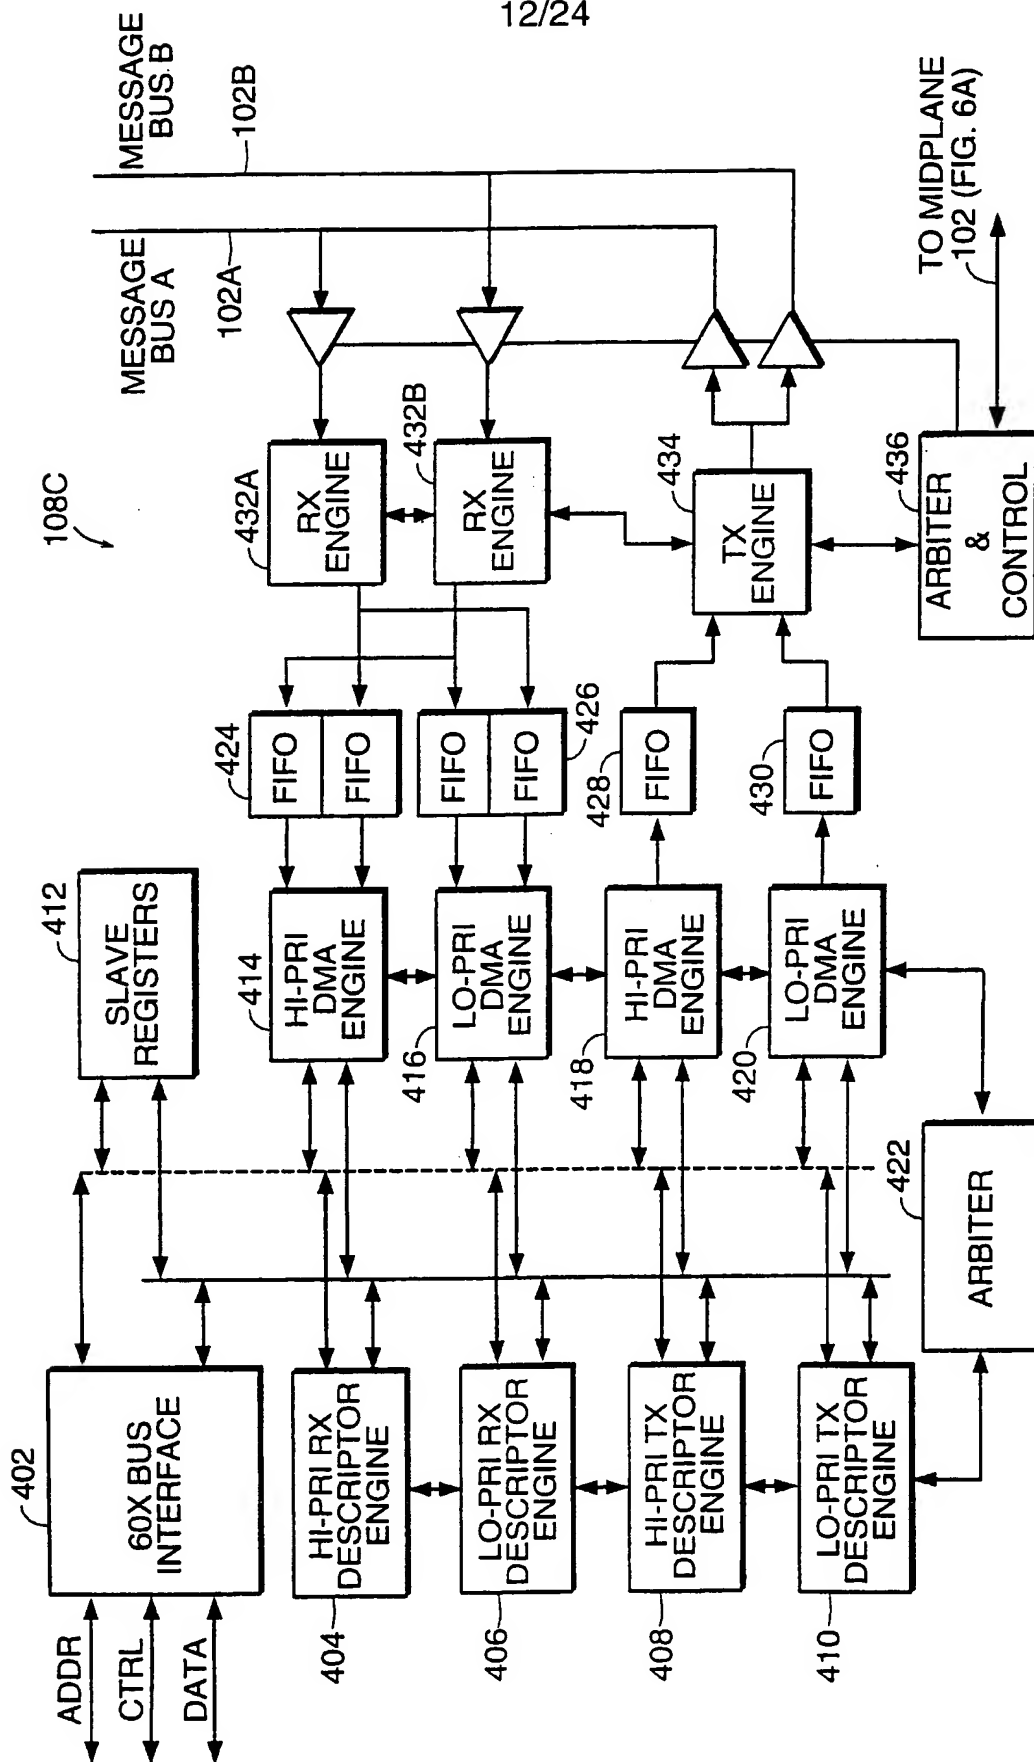 12/24
108C
MESSAGE
BUS B
102B
MESSAGE
BUS A
102A
TO MIDPLANE
102 (FIG. 6A)
ADDR
CTRL
DATA
402
60X BUS
INTERFACE
404
HI-PRI RX
DESCRIPTOR
ENGINE
406
LO-PRI RX
DESCRIPTOR
ENGINE
408
HI-PRI TX
DESCRIPTOR
ENGINE
410
LO-PRI TX
DESCRIPTOR
ENGINE
412
SLAVE
REGISTERS
414
HI-PRI
DMA
ENGINE
416
LO-PRI
DMA
ENGINE
418
HI-PRI
DMA
ENGINE
420
LO-PRI
DMA
ENGINE
422
ARBITER
424
FIFO
FIFO
426
FIFO
FIFO
428
FIFO
430
FIFO
432A
RX
ENGINE
432B
RX
ENGINE
434
TX
ENGINE
436
ARBITER
&
CONTROL